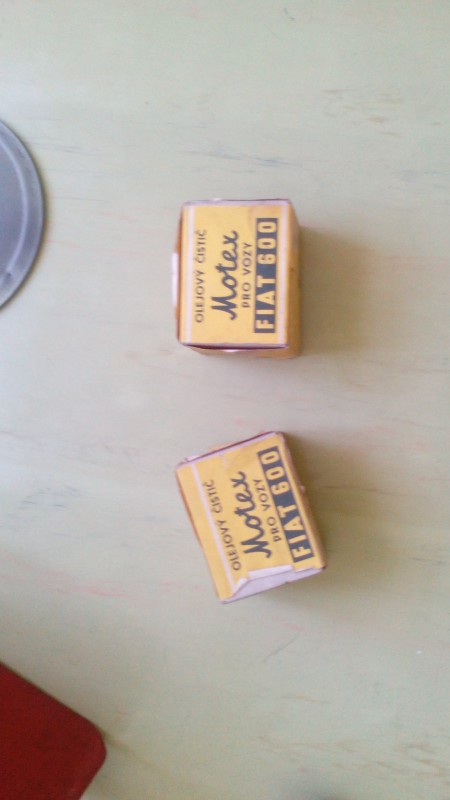 OLEJOVÝ ČISTIČ
Motex
PRO VOZY
FIAT 600
OLEJOVÝ ČISTIČ
Motex
PRO VOZY
FIAT 600